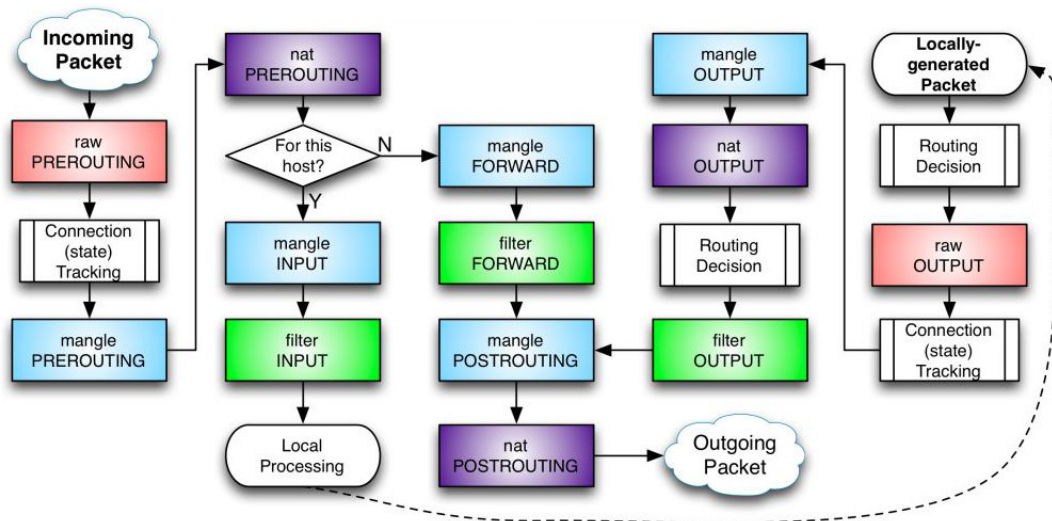 Incoming
Packet
raw
PREROUTING
Connection
(state)
Tracking
mangle
PREROUTING
nat
PREROUTING
For this
host?
N
Y
mangle
INPUT
filter
INPUT
Local
Processing
mangle
FORWARD
filter
FORWARD
mangle
POSTROUTING
nat
POSTROUTING
Outgoing
Packet
mangle
OUTPUT
nat
OUTPUT
Routing
Decision
filter
OUTPUT
Locally-
generated
Packet
Routing
Decision
raw
OUTPUT
Connection
(state)
Tracking